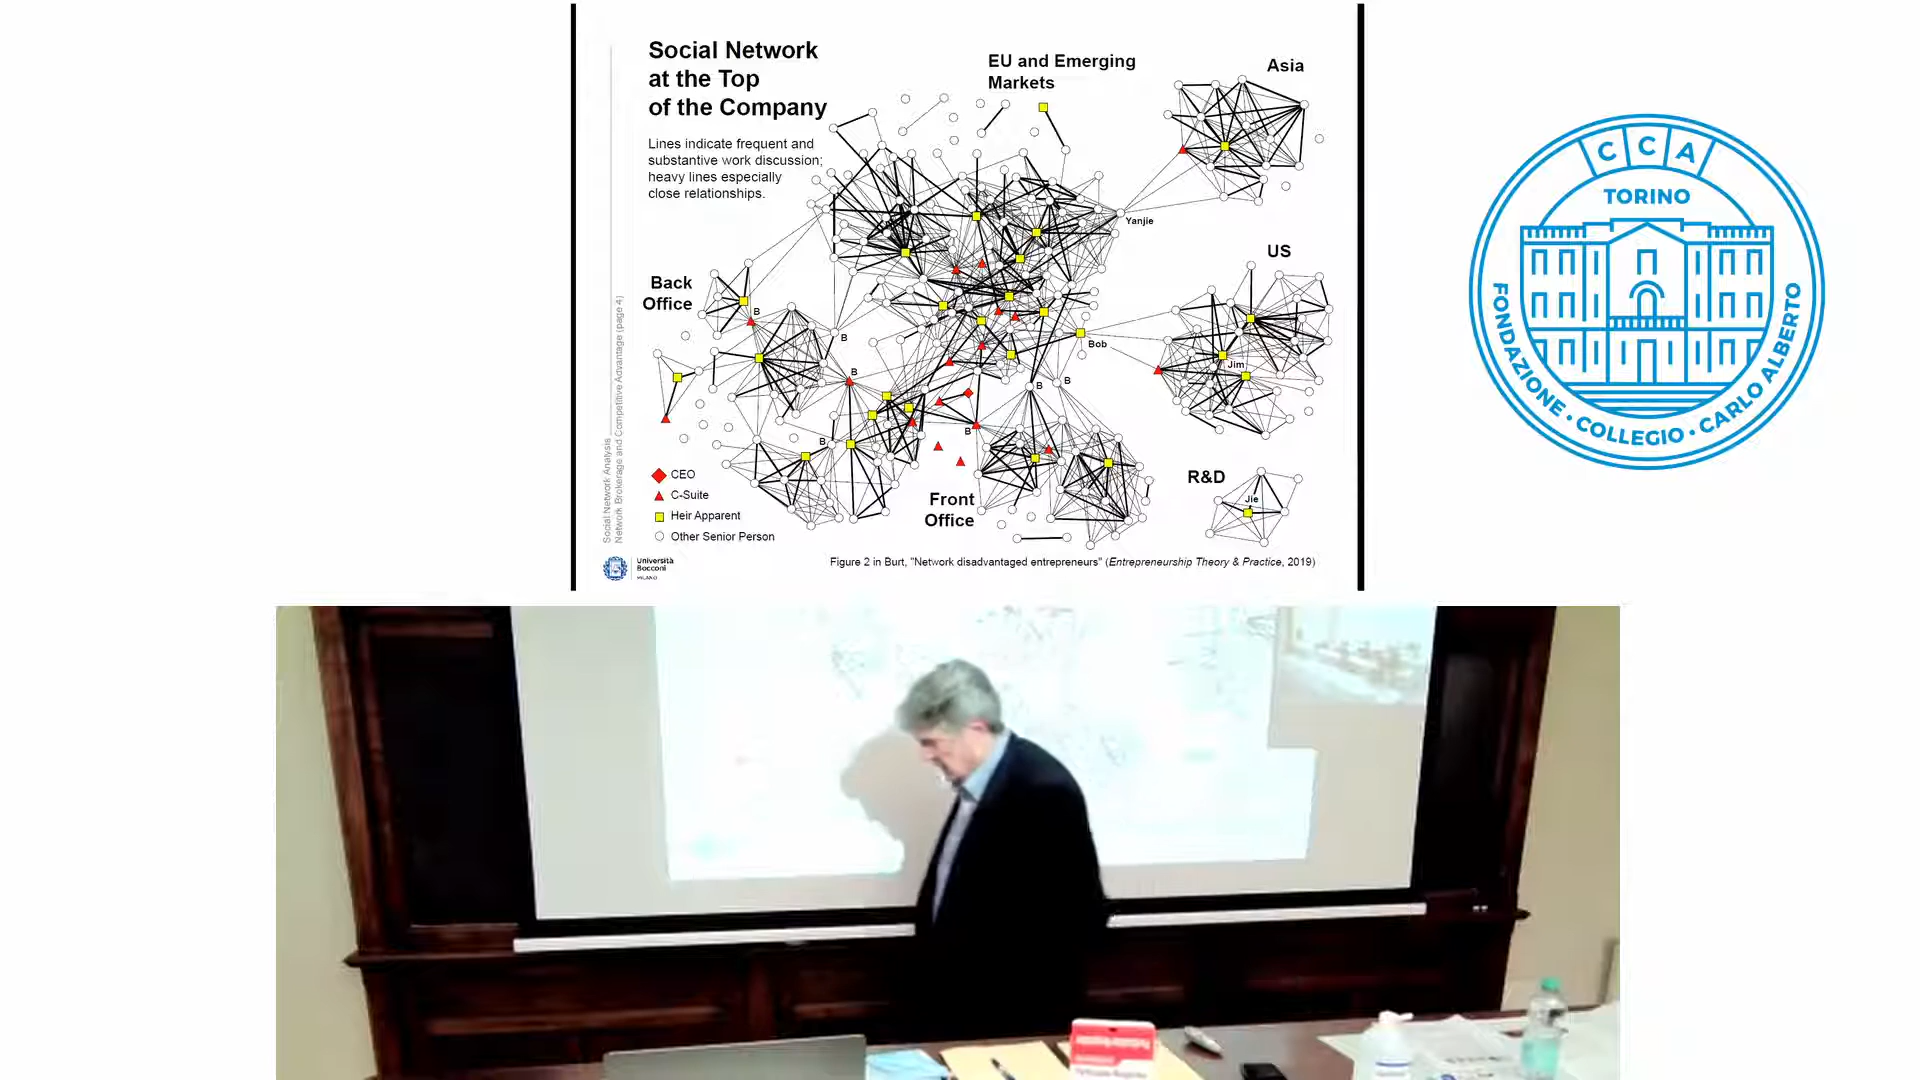 Social Network
at the Top
of the Company
Lines indicate frequent and
substantive work discussion;
heavy lines especially
close relationships.
EU and Emerging
Markets
Asia
Yanjie
US
Back
Office
B
B
Bob
Jim
B
B
B
B
B
R&D
Jie
Front
Office
CEO
C-Suite
Heir Apparent
Other Senior Person
Social Network Analysis
Network Brokerage and Competitive Advantage (page 4)
Università
Bocconi
MILANO
Figure 2 in Burt, "Network disadvantaged entrepreneurs" (Entrepreneurship Theory & Practice, 2019)
CCA
TORINO
FONDAZIONE • COLLEGIO • CARLO ALBERTO